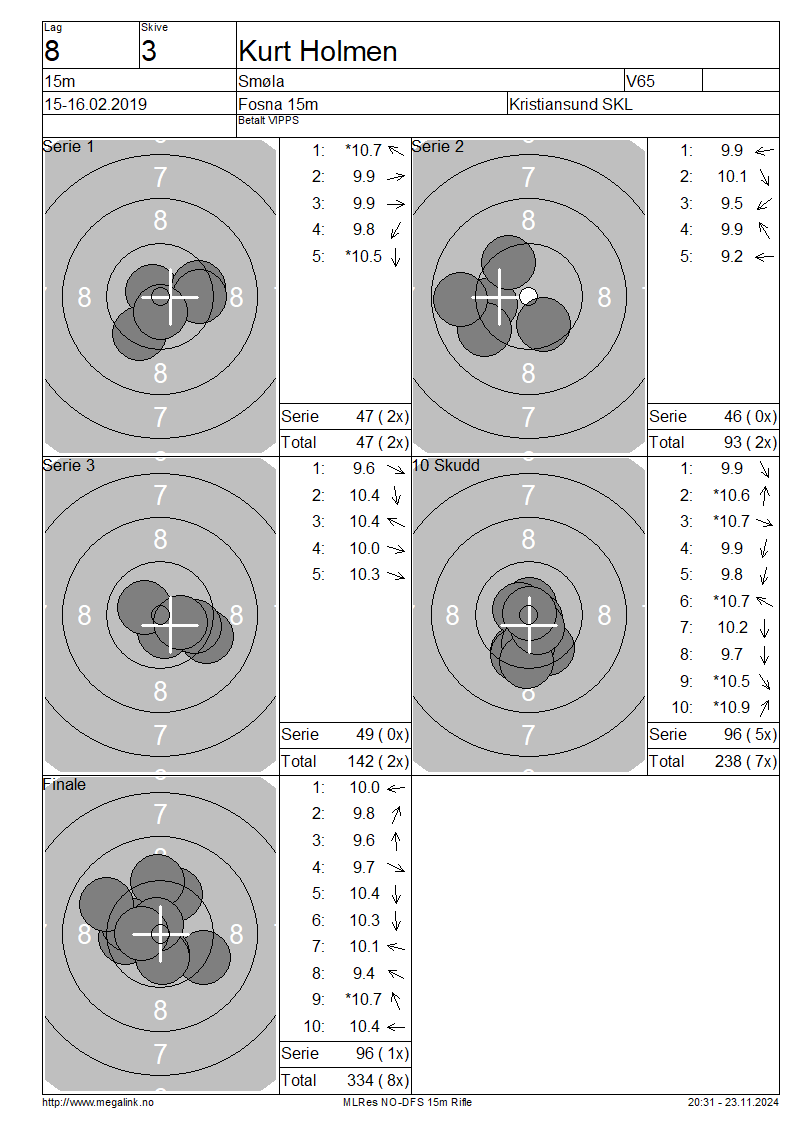 Lag
Skive
8
3
Kurt Holmen
15m
Smøla
V65
15-16.02.2019
Fosna 15m
Kristiansund SKL
Betalt VIPPS
Serie 1
7
8
8
8
8
7
1: *10.7
2: 9.9
3: 9.9
4: 9.8
5: *10.5
Serie 47 ( 2x)
Total 47 ( 2x)
Serie 2
7
8
8
8
7
1: 9.9
2: 10.1
3: 9.5
4: 9.9
5: 9.2
Serie 46 ( 0x)
Total 93 ( 2x)
Serie 3
7
8
8
8
8
7
1: 9.6
2: 10.4
3: 10.4
4: 10.0
5: 10.3
Serie 49 ( 0x)
Total 142 ( 2x)
10 Skudd
7
8
8
8
8
7
1: 9.9
2: *10.6
3: *10.7
4: 9.9
5: 9.8
6: *10.7
7: 10.2
8: 9.7
9: *10.5
10: *10.9
Serie 96 ( 5x)
Total 238 ( 7x)
Finale
7
8
8
8
8
7
1: 10.0
2: 9.8
3: 9.6
4: 9.7
5: 10.4
6: 10.3
7: 10.1
8: 9.4
9: *10.7
10: 10.4
Serie 96 ( 1x)
Total 334 ( 8x)
http://www.megalink.no
MLRes NO-DFS 15m Rifle
20:31 - 23.11.2024